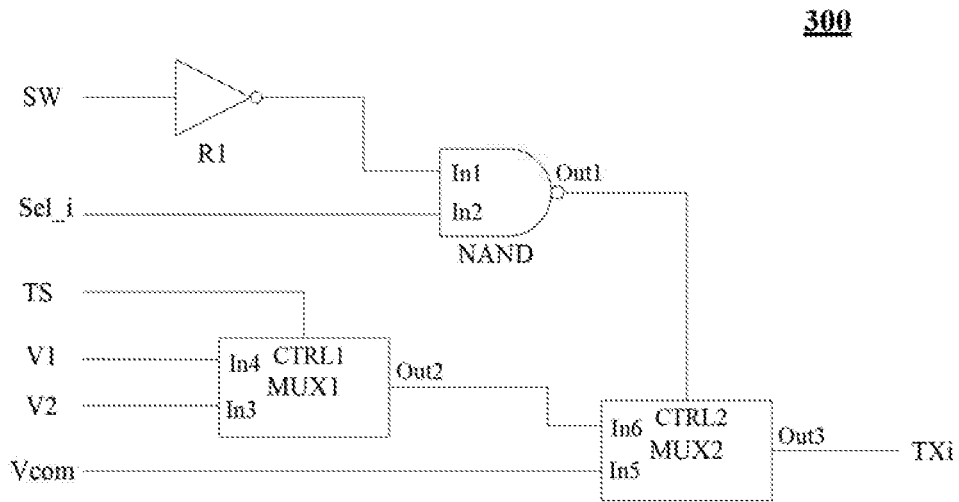 300
SW
R1
In1
Out1
Sel_i
In2
NAND
TS
V1
In4
CTRL1
MUX1
Out2
V2
In3
In6
CTRL2
MUX2
Out3
TXi
Vcom
In5